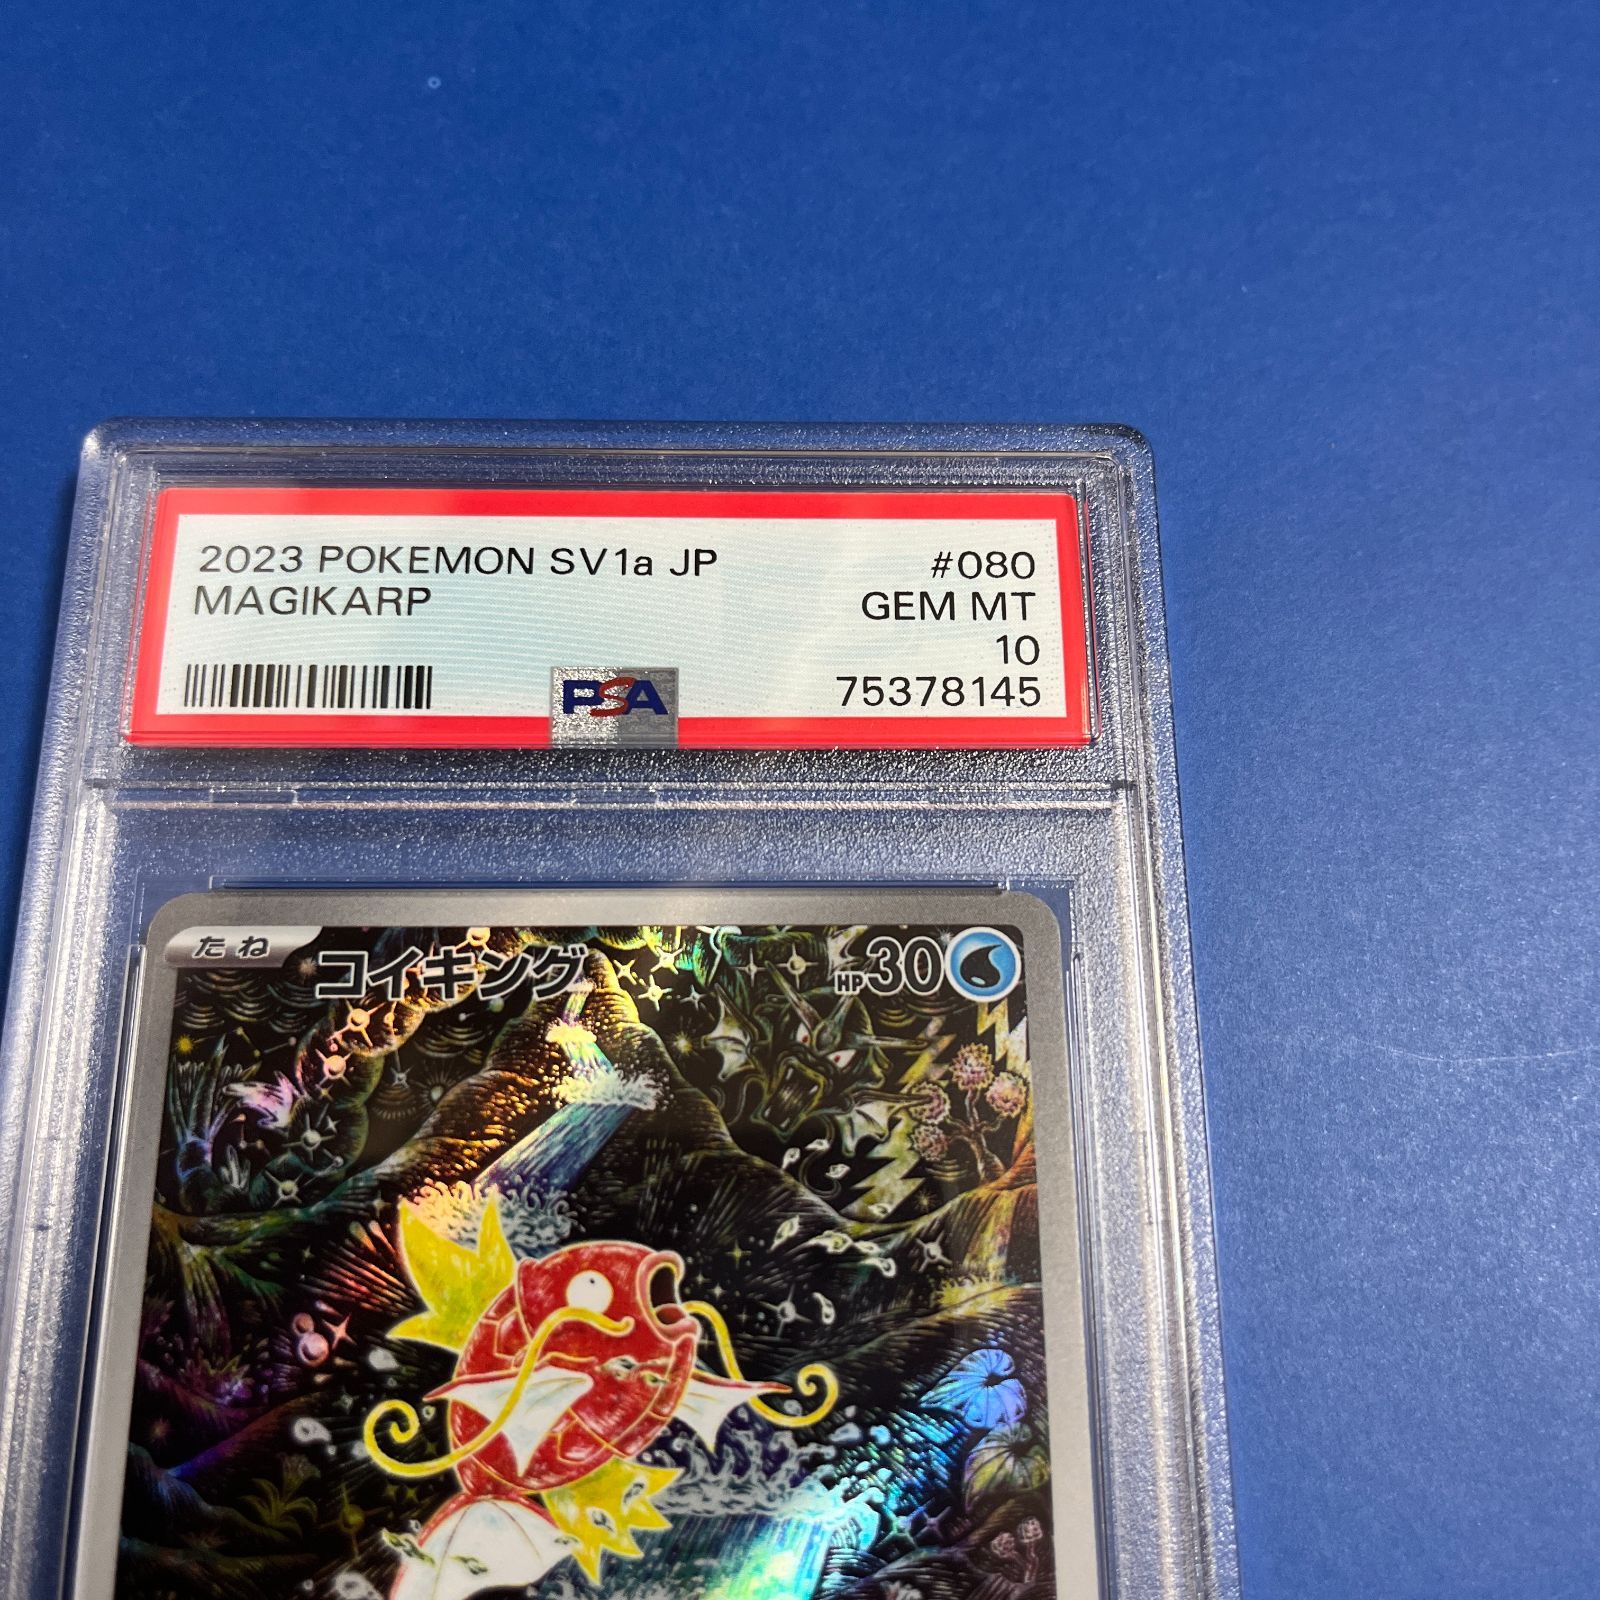 2023 POKEMON SV1a JP #080
MAGIKARP GEM MT
10
PSA 75378145
たね コイキング HP30